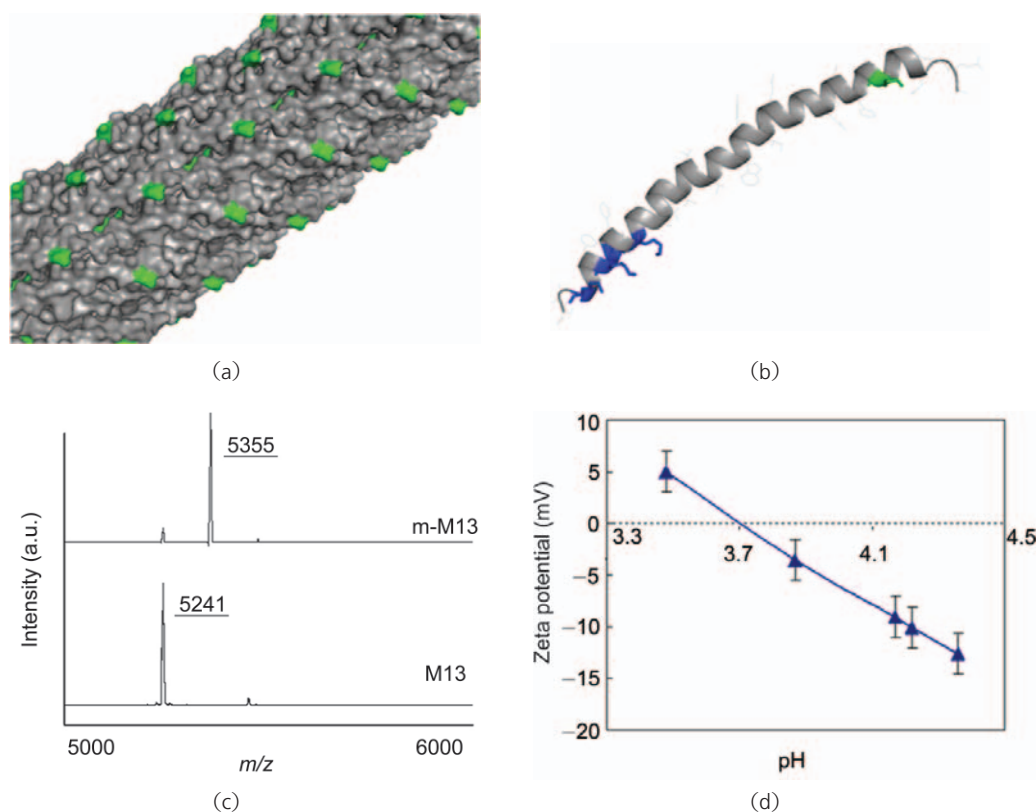 (a)
(b)
5355
m-M13
5241
M13
Intensity (a.u.)
5000
6000
m/z
(c)
10
5
0
−5
−10
−15
−20
3.3
3.7
4.1
4.5
Zeta potential (mV)
pH
(d)